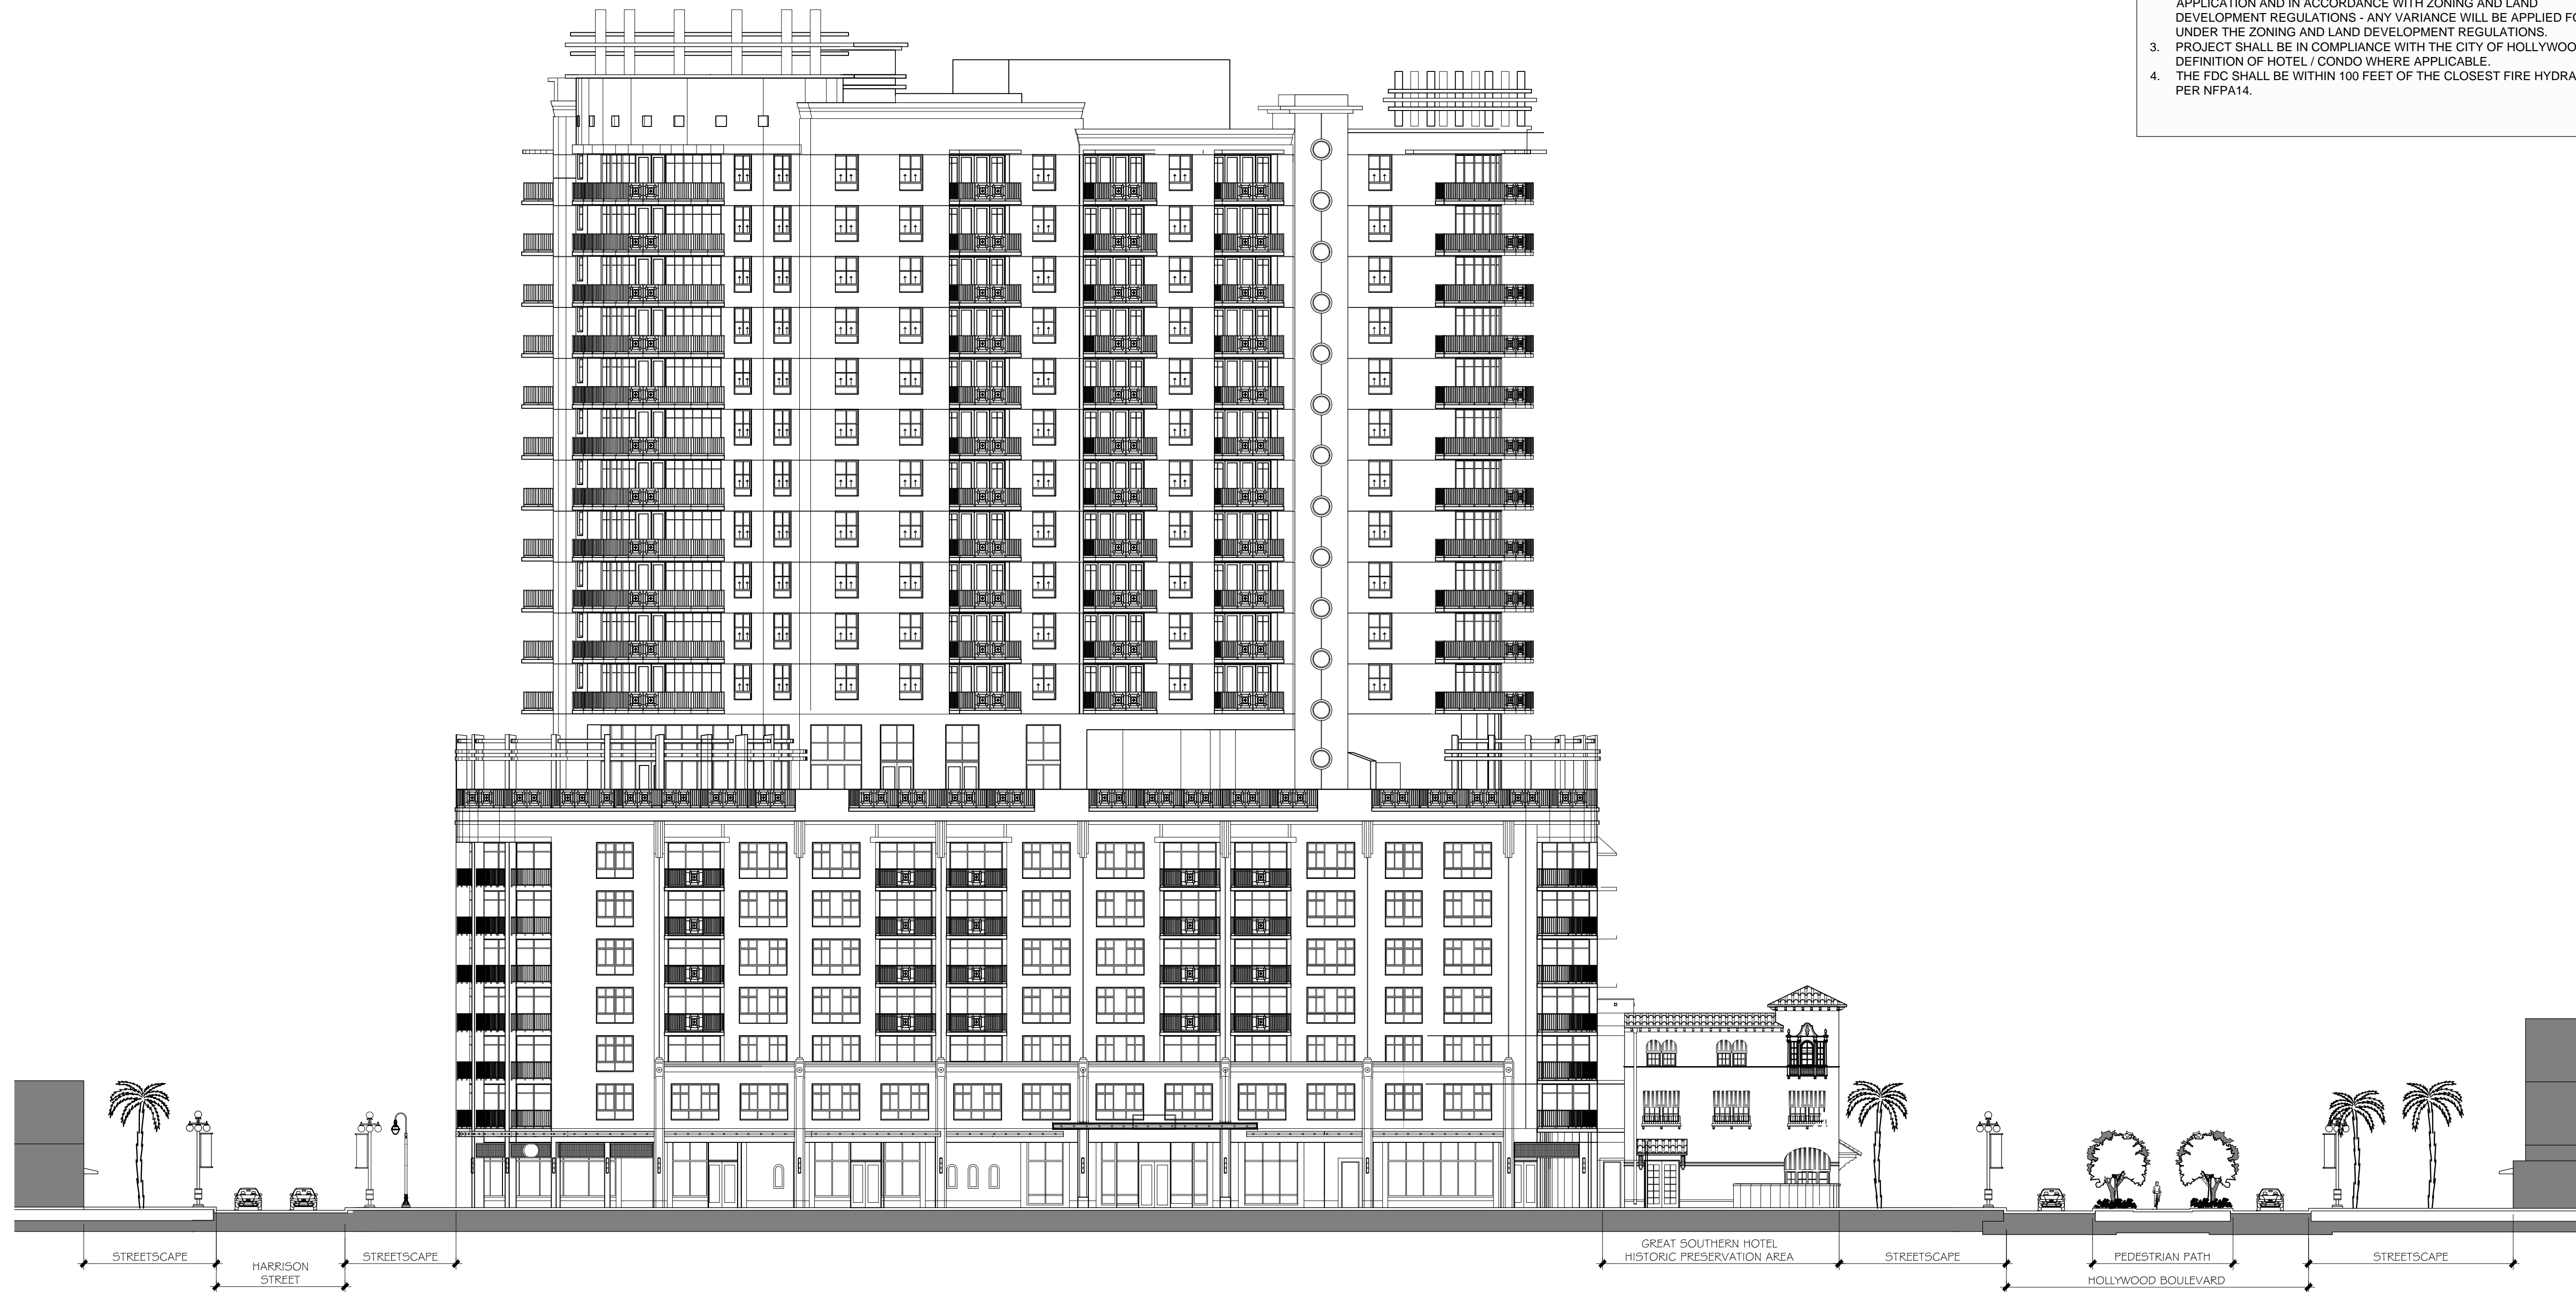 APPLICATION AND IN ACCORDANCE WITH ZONING AND LAND
DEVELOPMENT REGULATIONS - ANY VARIANCE WILL BE APPLIED
UNDER THE ZONING AND LAND DEVELOPMENT REGULATIONS.
3. PROJECT SHALL BE IN COMPLIANCE WITH THE CITY OF
DEFINITION OF HOTEL / CONDO WHERE APPLICABLE.
4. THE FDC SHALL BE WITHIN 100 FEET OF THE CLOSEST FIRE
PER NFPA14.
STREETSCAPE
HARRISON
STREET
STREETSCAPE
GREAT SOUTHERN HOTEL
HISTORIC PRESERVATION AREA
STREETSCAPE
PEDESTRIAN PATH
HOLLYWOOD BOULEVARD
STREETSCAPE